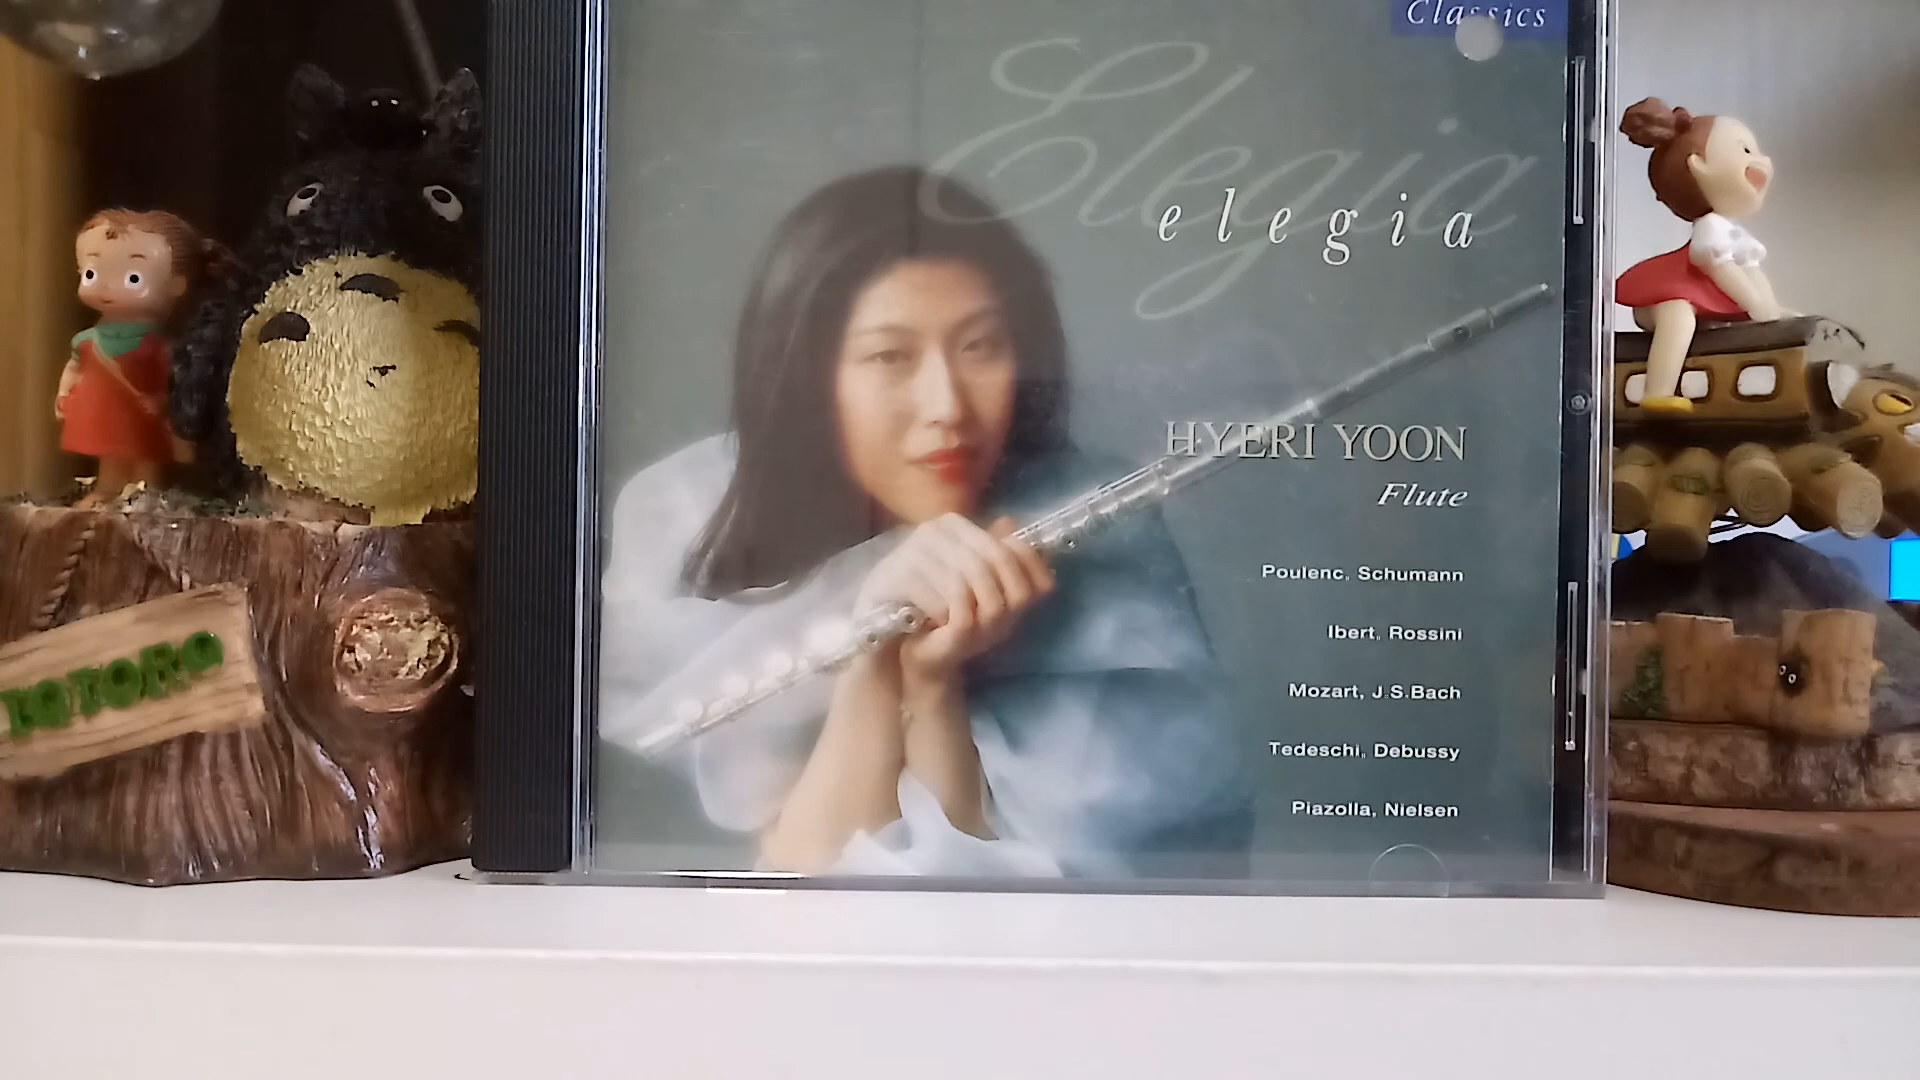 Classics
Elegia
elegia
HYERI YOON
Flute
Poulenc, Schumann
Ibert, Rossini
Mozart, J.S.Bach
Tedeschi, Debussy
Piazolla, Nielsen
TOTORO